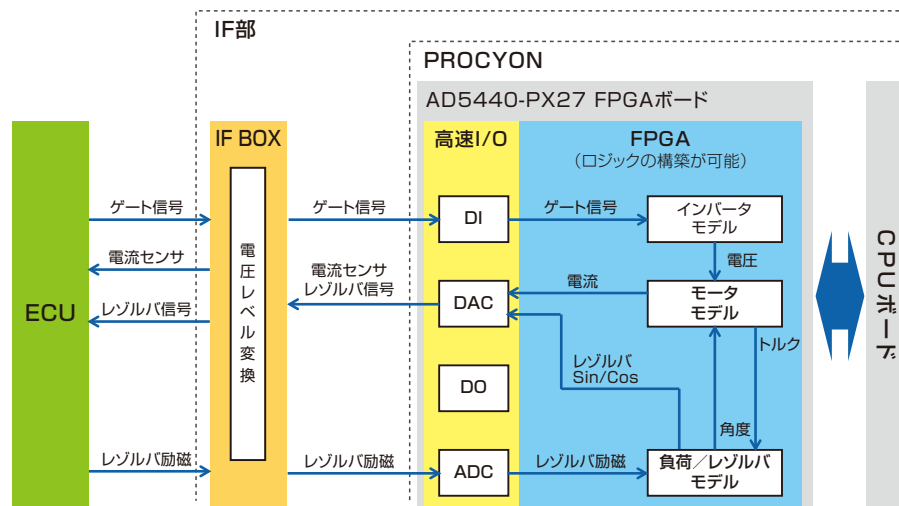 IF部
PROCYON
AD5440-PX27 FPGAボード
IF BOX
高速I/O
FPGA
(ロジックの構築が可能)
ECU
電圧レベル変換
CPUボード
ゲート信号
ゲート信号
DI
ゲート信号
インバータ
モデル
電圧
電流センサ
電流センサ
レゾルバ信号
レゾルバ信号
DAC
電流
モータ
モデル
トルク
レゾルバ
Sin/Cos
DO
角度
レゾルバ励磁
レゾルバ励磁
ADC
レゾルバ励磁
負荷／レゾルバ
モデル